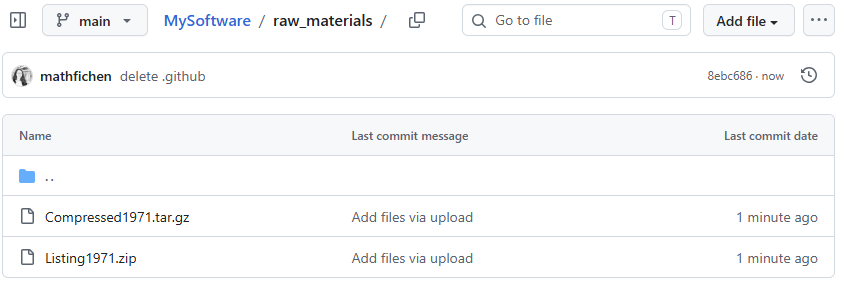 main MySoftware / raw_materials / Go to file T Add file
mathfichen delete .github 8ebc686 · now
Name Last commit message Last commit date
..
Compressed1971.tar.gz Add files via upload 1 minute ago
Listing1971.zip Add files via upload 1 minute ago